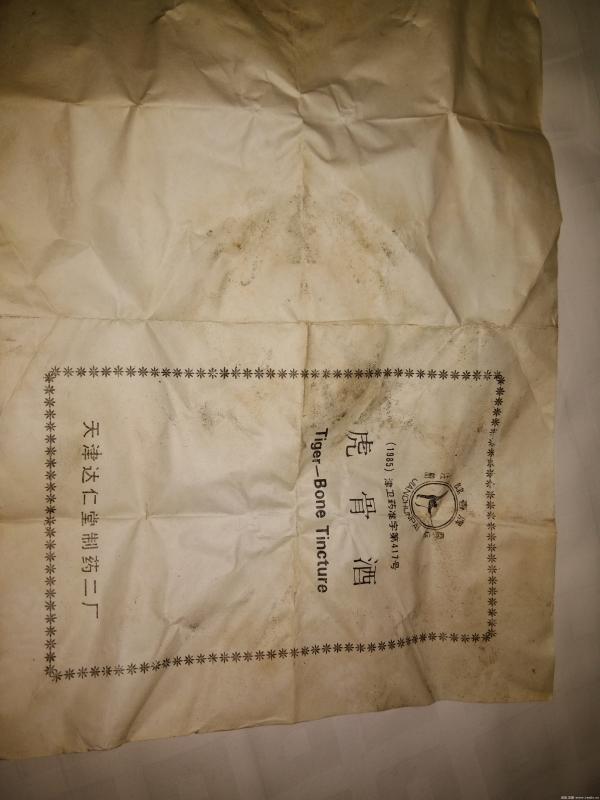 (1985) 津卫药准字第417号
虎骨酒
Tiger-Bone Tincture
天津达仁堂制药二厂